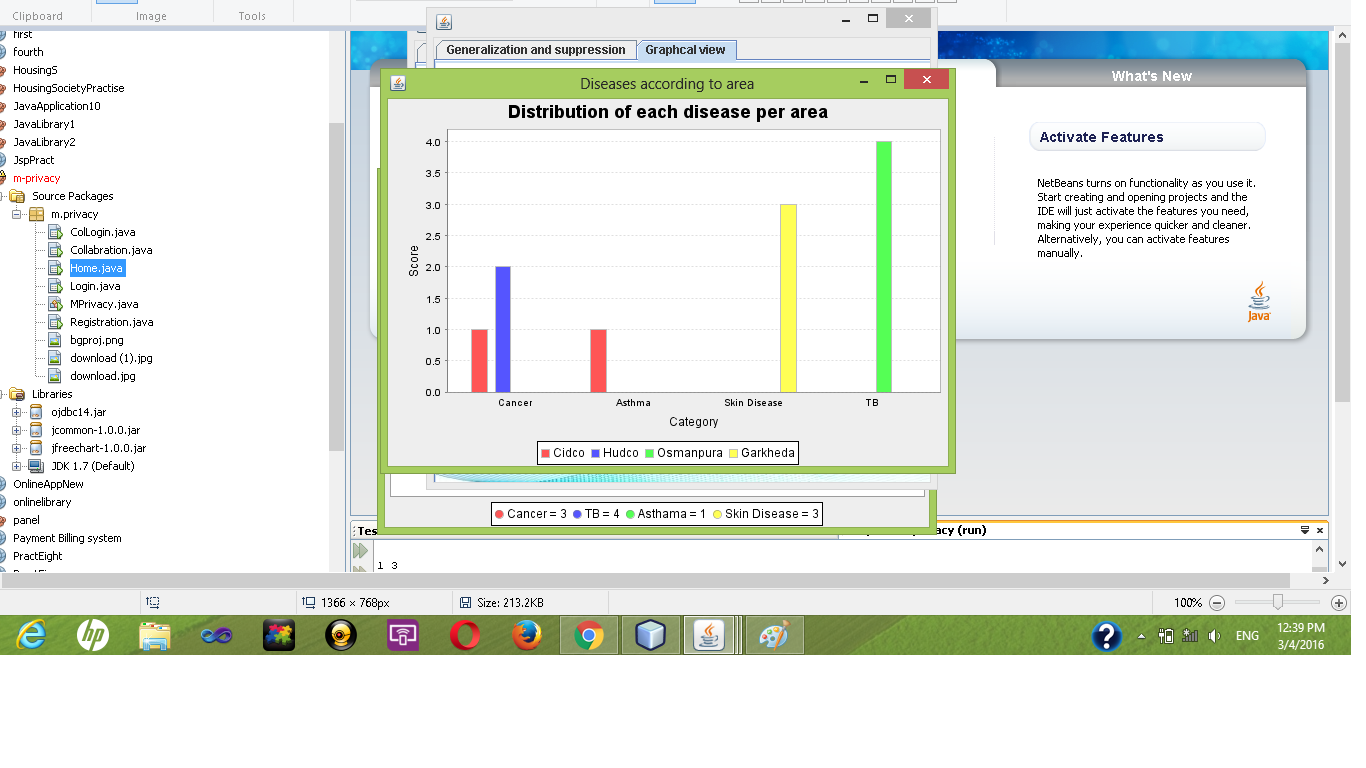 Clipboard
Image
Tools
first
fourth
HousingS
HousingSocietyPractise
JavaApplication10
JavaLibrary1
JavaLibrary2
JspPract
m-privacy
Source Packages
m.privacy
ColLogin.java
Collabration.java
Home.java
Login.java
MPrivacy.java
Registration.java
bgproj.png
download (1).jpg
download.jpg
Libraries
ojdbc14.jar
jcommon-1.0.0.jar
jfreechart-1.0.0.jar
JDK 1.7 (Default)
OnlineAppNew
onlinelibrary
panel
Payment Billing system
PractEight
Generalization and suppression
Graphcal view
Diseases according to area
Distribution of each disease per area
4.0
3.5
3.0
2.5
2.0
1.5
1.0
0.5
0.0
Score
Cancer
Asthma
Skin Disease
TB
Category
Cidco
Hudco
Osmanpura
Garkheda
Cancer = 3
TB = 4
Asthama = 1
Skin Disease = 3
What's New
Activate Features
NetBeans turns on functionality as you use it.
Start creating and opening projects and the
IDE will just activate the features you need,
making your experience quicker and cleaner.
Alternatively, you can activate features
manually.
Java
(run)
1 3
1366 × 768px
Size: 213.2KB
100%
hp
ENG
12:39 PM
3/4/2016